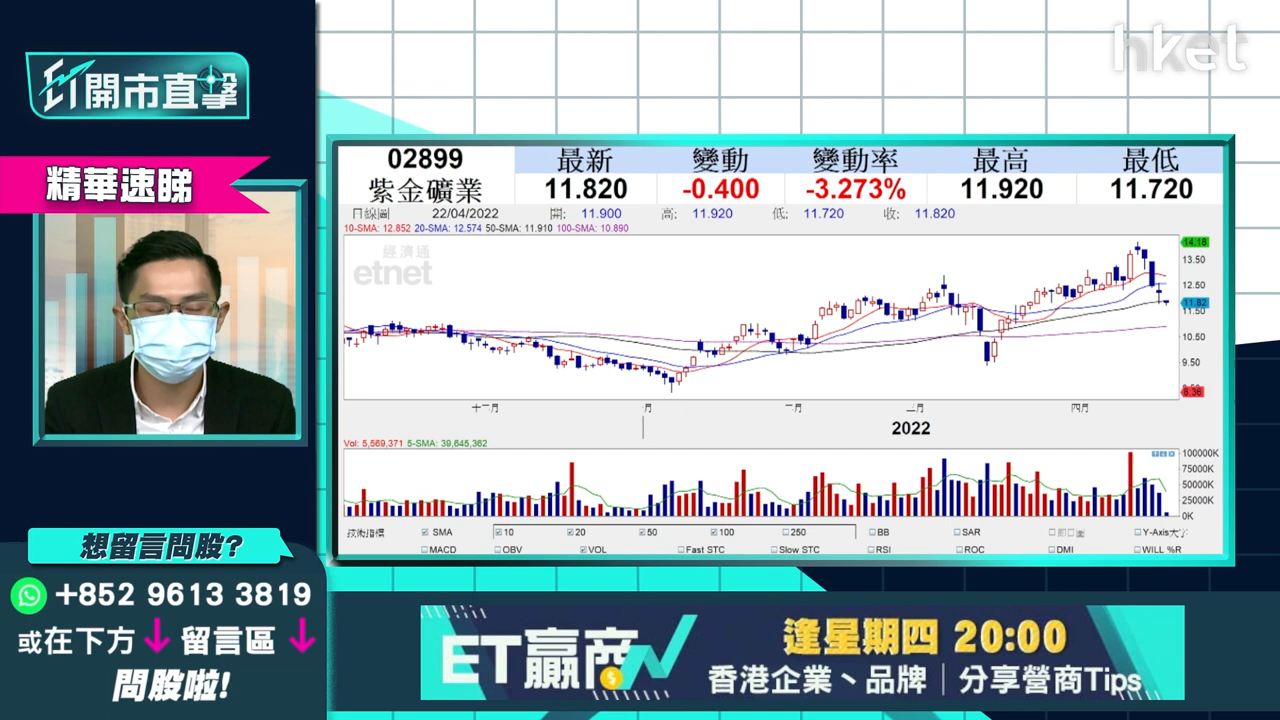 hket
ET開市直擊
精華速睇
02899
紫金礦業
最新 變動 變動率 最高 最低
11.820 -0.400 -3.273% 11.920 11.720
日線圖 22/04/2022 開: 11.900 高: 11.920 低: 11.720 收: 11.820
10-SMA: 12.852 20-SMA: 12.574 50-SMA: 11.910 100-SMA: 10.890
經濟通
etnet
14.18
13.50
12.50
11.82
11.50
10.50
9.50
8.36
十二月 二月 三月 四月
2022
Vol: 5,569,371 5-SMA: 39,645,362
100000K
75000K
50000K
25000K
0K
技術指標 SMA 10 20 50 100 250 BB SAR Y-Axis
MACD OBV VOL Fast STC Slow STC RSI ROC DMI WILL %R
想留言問股?
+852 9613 3819
或在下方 留言區
問股啦!
ET贏商
逢星期四 20:00
香港企業、品牌｜分享營商Tips